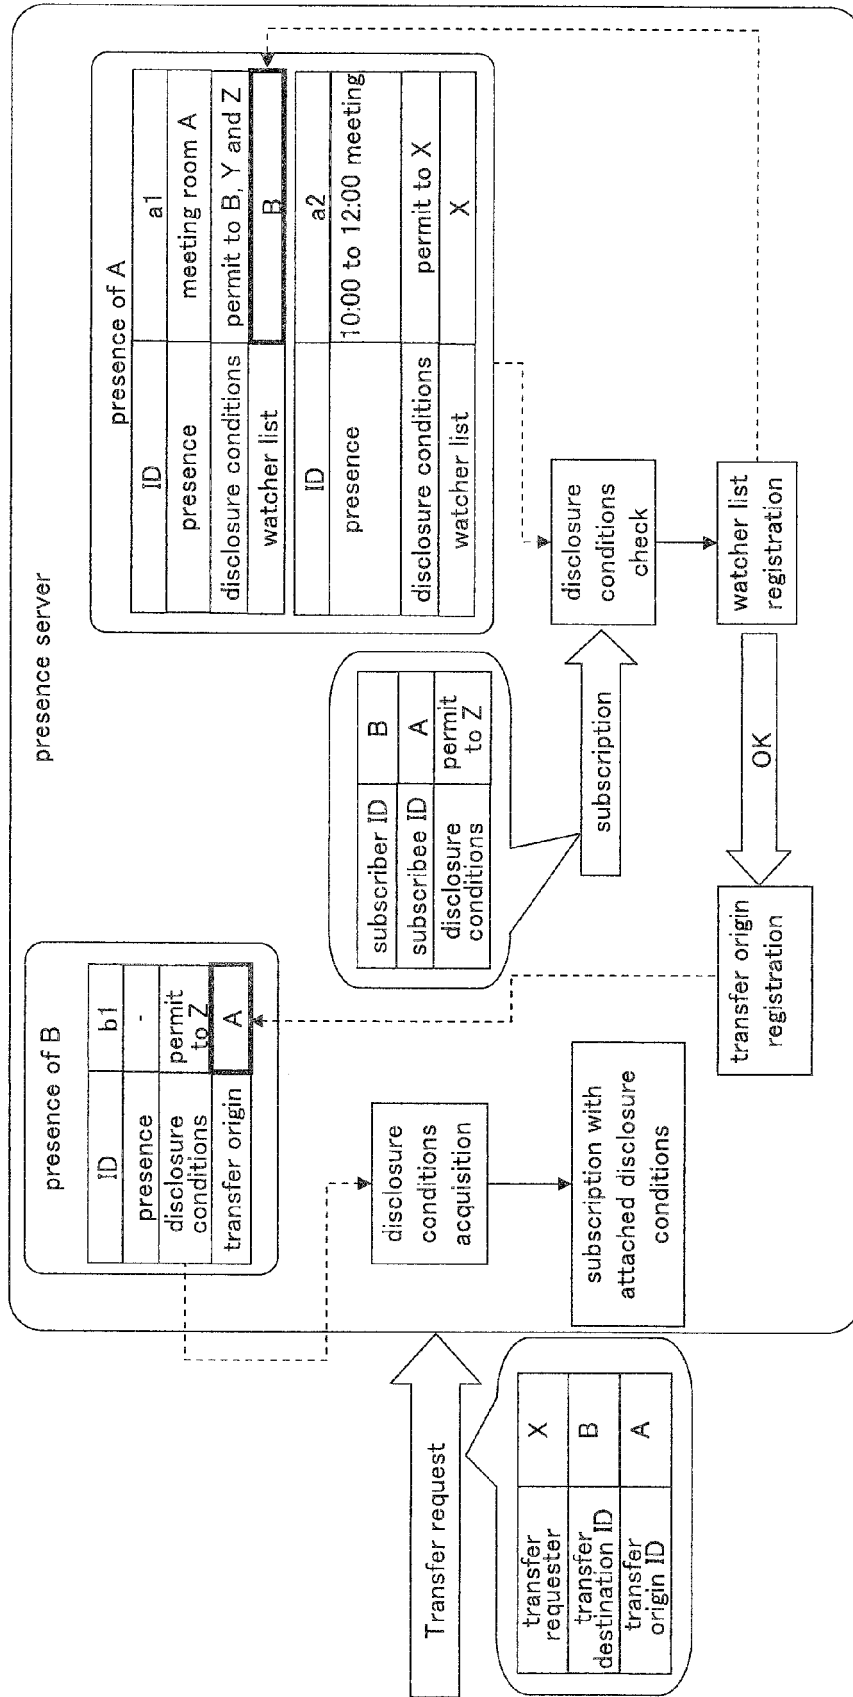 presence server
presence of B
ID b1
presence -
disclosure conditions permit to Z
transfer origin A
presence of A
ID a1
presence meeting room A
disclosure conditions permit to B, Y and Z
watcher list B
ID a2
presence 10:00 to 12:00 meeting
disclosure conditions permit to X
watcher list X
Transfer request
transfer requester X
transfer destination ID B
transfer origin ID A
disclosure
conditions
acquisition
subscription with
attached disclosure
conditions
subscriber ID B
subscribee ID A
disclosure conditions permit to Z
subscription
disclosure
conditions
check
watcher list
registration
OK
transfer origin
registration